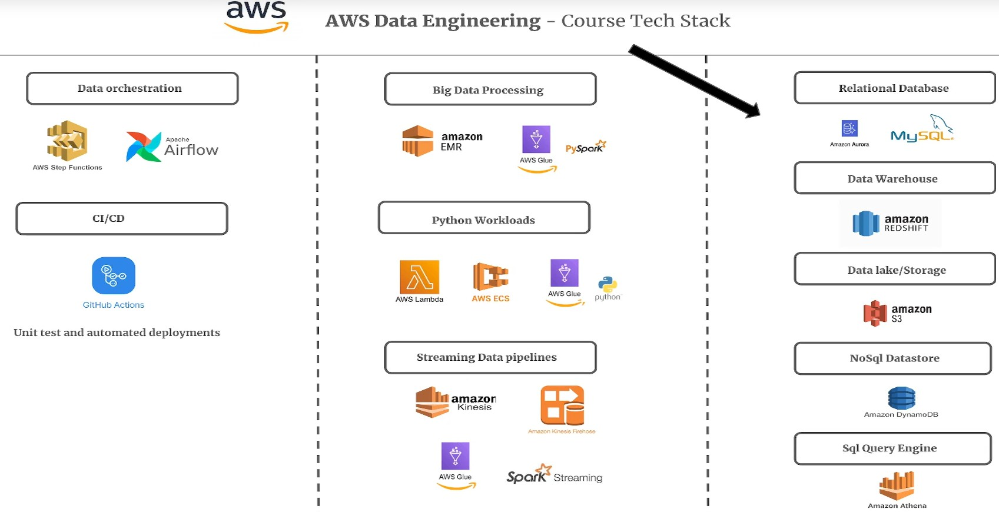 aws
AWS Data Engineering - Course Tech Stack
Data orchestration
AWS Step Functions
Apache
Airflow
CI/CD
GitHub Actions
Unit test and automated deployments
Big Data Processing
amazon
EMR
AWS Glue
PySpark
Python Workloads
AWS Lambda
AWS ECS
AWS Glue
python
Streaming Data pipelines
amazon
Kinesis
Amazon Kinesis Firehose
AWS Glue
Spark Streaming
Relational Database
Amazon Aurora
MySQL
Data Warehouse
amazon
REDSHIFT
Data lake/Storage
amazon
S3
NoSql Datastore
Amazon DynamoDB
Sql Query Engine
Amazon Athena